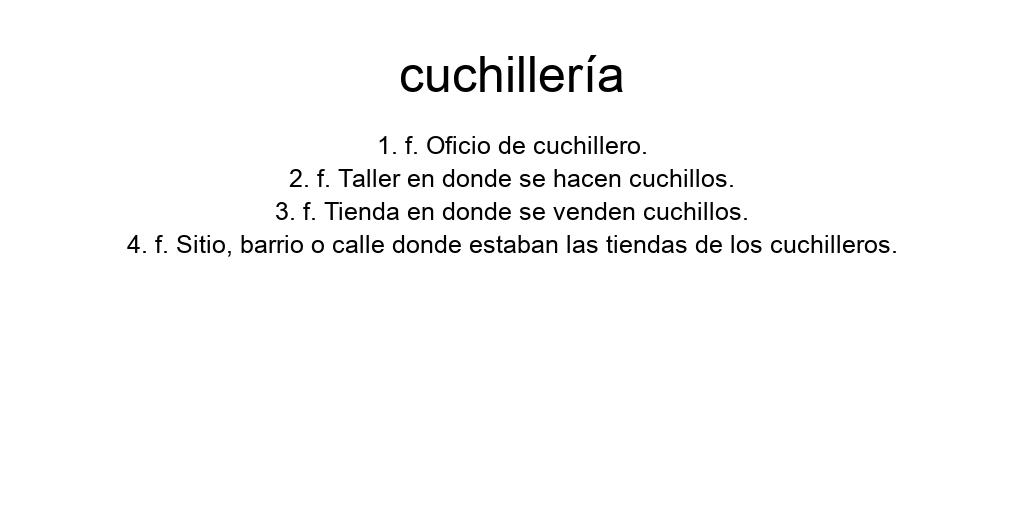 cuchillería
1. f. Oficio de cuchillero.
2. f. Taller en donde se hacen cuchillos.
3. f. Tienda en donde se venden cuchillos.
4. f. Sitio, barrio o calle donde estaban las tiendas de los cuchilleros.